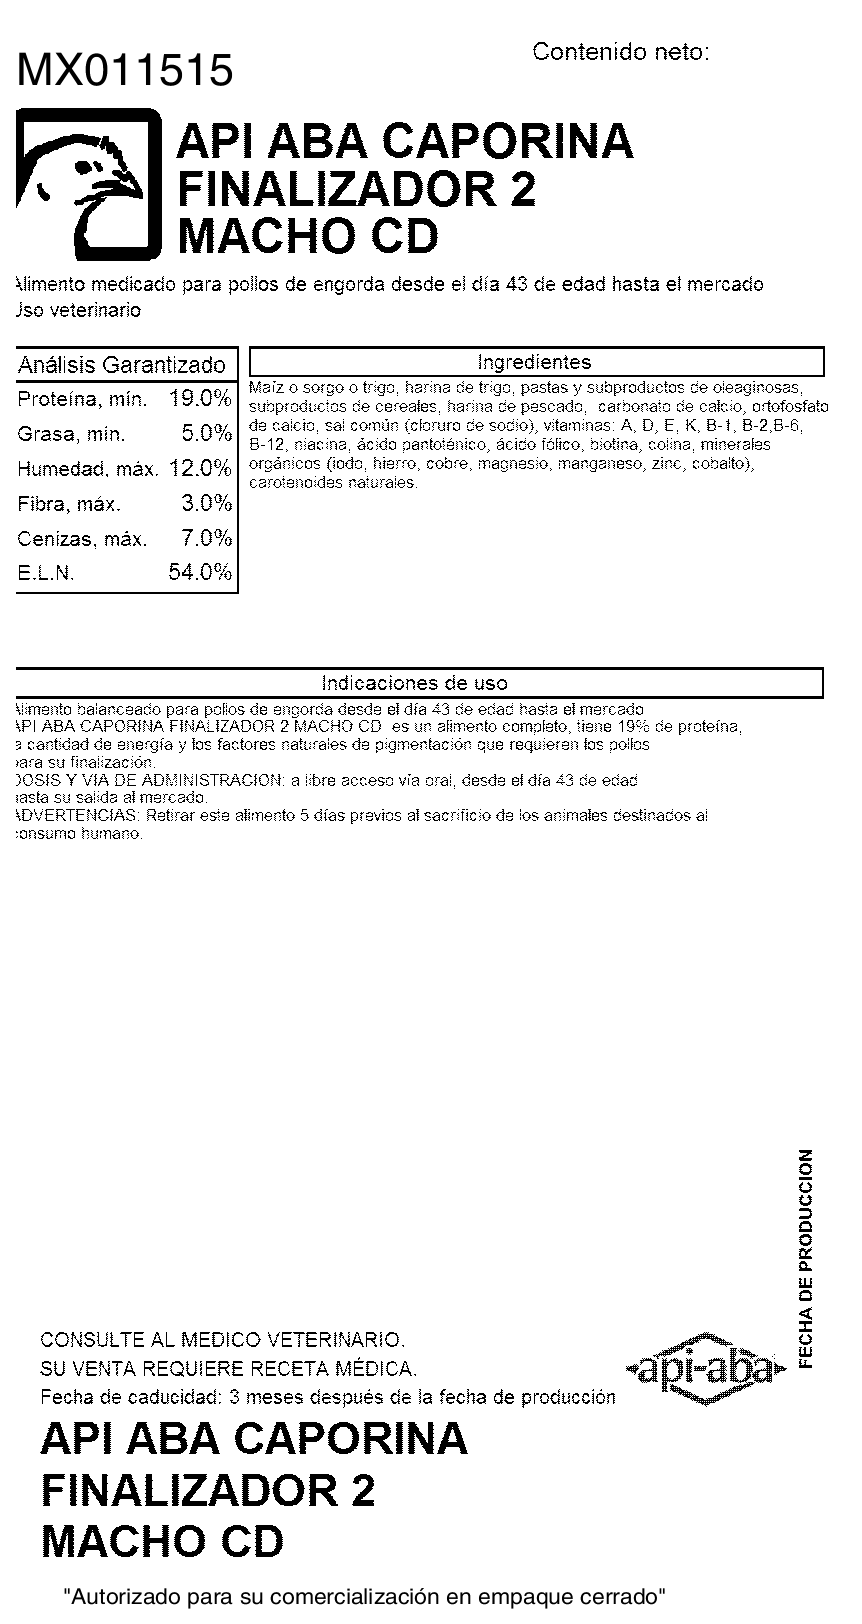 Contenido neto:
MX011515
API ABA CAPORINA
FINALIZADOR 2
MACHO CD
Alimento medicado para pollos de engorda desde el día 43 de edad hasta el mercado
Uso veterinario
Análisis Garantizado
Proteína, mín. 19.0%
Grasa, mín. 5.0%
Humedad, máx. 12.0%
Fibra, máx. 3.0%
Cenizas, máx. 7.0%
E.L.N. 54.0%
Ingredientes
Maíz o sorgo o trigo, harina de trigo, pastas y subproductos de oleaginosas,
subproductos de cereales, harina de pescado, carbonato de calcio, ortofosfato
de calcio, sal común (cloruro de sodio), vitaminas: A, D, E, K, B-1, B-2,B-6,
B-12, niacina, ácido pantoténico, ácido fólico, biotina, colina, minerales
orgánicos (iodo, hierro, cobre, magnesio, manganeso, zinc, cobalto),
carotenoides naturales.
Indicaciones de uso
Alimento balanceado para pollos de engorda desde el día 43 de edad hasta el mercado
API ABA CAPORINA FINALIZADOR 2 MACHO CD es un alimento completo, tiene 19% de proteína,
a cantidad de energía y los factores naturales de pigmentación que requieren los pollos
para su finalización.
DOSIS Y VIA DE ADMINISTRACION: a libre acceso vía oral, desde el día 43 de edad
hasta su salida al mercado.
ADVERTENCIAS: Retirar este alimento 5 días previos al sacrificio de los animales destinados al
consumo humano.
FECHA DE PRODUCCION
CONSULTE AL MEDICO VETERINARIO.
SU VENTA REQUIERE RECETA MÉDICA.
Fecha de caducidad: 3 meses después de la fecha de producción
api-aba
API ABA CAPORINA
FINALIZADOR 2
MACHO CD
"Autorizado para su comercialización en empaque cerrado"